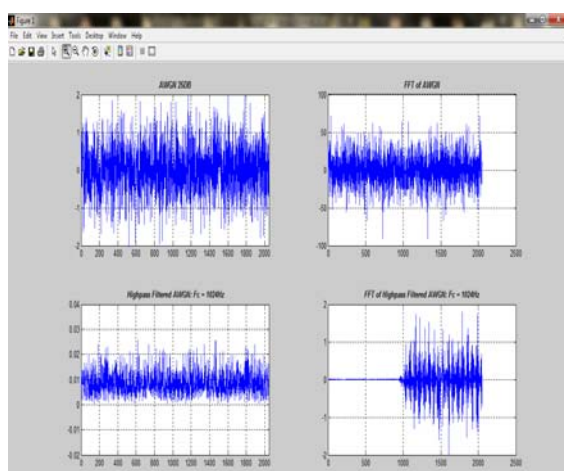 Figure 1
File Edit View Insert Tools Desktop Window Help
AWGN 26DB
2
1
0
-1
-2
0 200 400 600 800 1000 1200 1400 1600 1800 2000
FFT of AWGN
100
50
0
-50
-100
0 500 1000 1500 2000 2500
Highpass Filtered AWGN: Fc = 1024Hz
0.04
0.03
0.02
0.01
0
-0.01
-0.02
0 200 400 600 800 1000 1200 1400 1600 1800 2000
FFT of Highpass Filtered AWGN: Fc = 1024Hz
2
1
0
-1
-2
0 500 1000 1500 2000 2500